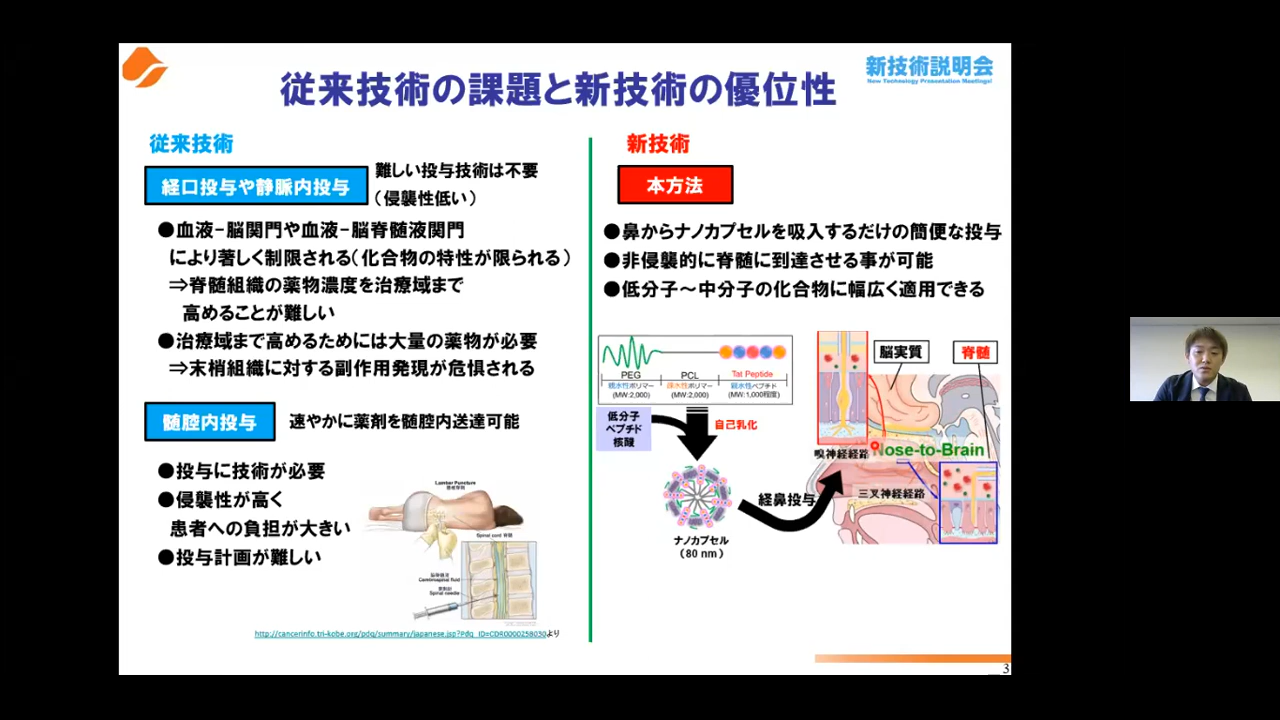 従来技術の課題と新技術の優位性
新技術説明会
New Technology Presentation Meetings!
従来技術
経口投与や静脈内投与
難しい投与技術は不要
（侵襲性低い）
●血液-脳関門や血液-脳脊髄液関門
により著しく制限される（化合物の特性が限られる）
⇒脊髄組織の薬物濃度を治療域まで
高めることが難しい
●治療域まで高めるためには大量の薬物が必要
⇒末梢組織に対する副作用発現が危惧される
髄腔内投与
速やかに薬剤を髄腔内送達可能
●投与に技術が必要
●侵襲性が高く
患者への負担が大きい
●投与計画が難しい
Lumbar Puncture
Spinal cord 脊髄
脳脊髄液
Cerebrospinal fluid
Spinal needle
http://cancerinfo.tri-kobe.org/pdq/summary/japanese.jsp?Pdq_ID=CDR0000258030より
新技術
本方法
●鼻からナノカプセルを吸入するだけの簡便な投与
●非侵襲的に脊髄に到達させる事が可能
●低分子～中分子の化合物に幅広く適用できる
PEG
PCL
Tat Peptide
親水性ポリマー
疎水性ポリマー
親水性ペプチド
(MW:2,000)
(MW:2,000)
(MW:1,000程度)
低分子
ペプチド
核酸
自己乳化
ナノカプセル
（80 nm）
経鼻投与
脳実質
脊髄
嗅神経経路
Nose-to-Brain
三叉神経経路
3